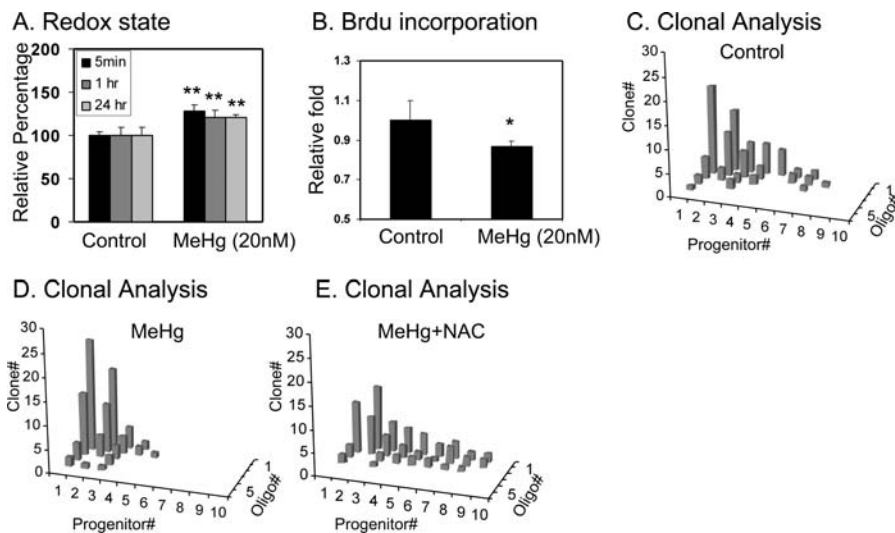 A. Redox state
200
150
100
50
0
Relative Percentage
5min
1 hr
24 hr
**
**
**
Control
MeHg (20nM)
B. Brdu incorporation
1.3
1.1
0.9
0.7
0.5
Relative fold
*
Control
MeHg (20nM)
C. Clonal Analysis
Control
30
25
20
15
10
5
0
Clone#
1 2 3 4 5 6 7 8 9 10
Progenitor#
1
5
Oligo#
D. Clonal Analysis
MeHg
30
25
20
15
10
5
0
Clone#
1 2 3 4 5 6 7 8 9 10
Progenitor#
1
5
Oligo#
E. Clonal Analysis
MeHg+NAC
30
25
20
15
10
5
0
Clone#
1 2 3 4 5 6 7 8 9 10
Progenitor#
1
5
Oligo#